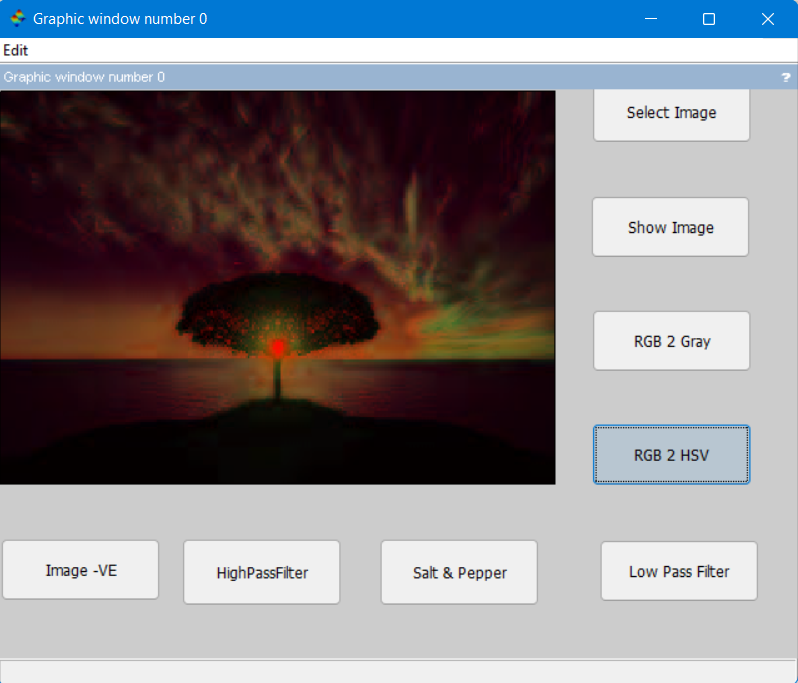 Graphic window number 0
Edit
Graphic window number 0 ?
Select Image
Show Image
RGB 2 Gray
RGB 2 HSV
Image -VE HighPassFilter Salt & Pepper Low Pass Filter